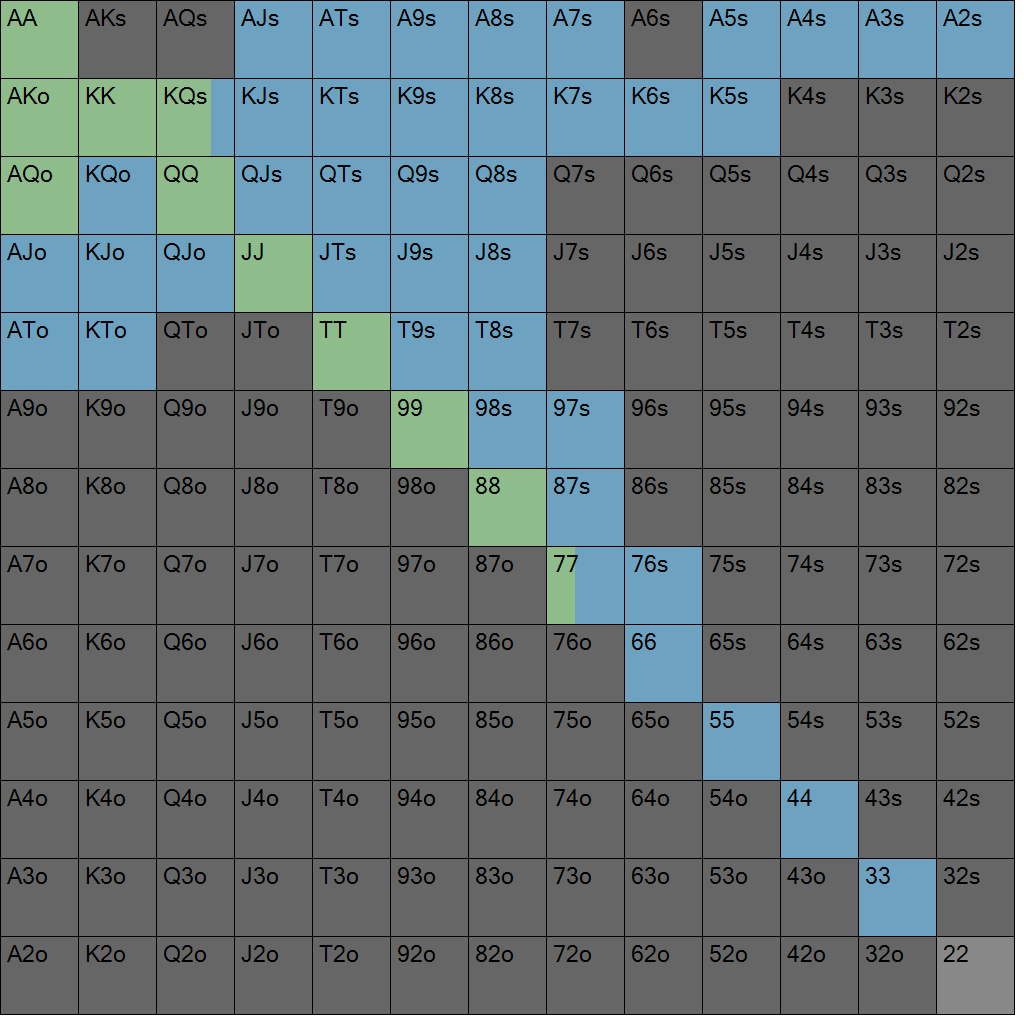 AA AKs AQs AJs ATs A9s A8s A7s A6s A5s A4s A3s A2s
AKo KK KQs KJs KTs K9s K8s K7s K6s K5s K4s K3s K2s
AQo KQo QQ QJs QTs Q9s Q8s Q7s Q6s Q5s Q4s Q3s Q2s
AJo KJo QJo JJ JTs J9s J8s J7s J6s J5s J4s J3s J2s
ATo KTo QTo JTo TT T9s T8s T7s T6s T5s T4s T3s T2s
A9o K9o Q9o J9o T9o 99 98s 97s 96s 95s 94s 93s 92s
A8o K8o Q8o J8o T8o 98o 88 87s 86s 85s 84s 83s 82s
A7o K7o Q7o J7o T7o 97o 87o 77 76s 75s 74s 73s 72s
A6o K6o Q6o J6o T6o 96o 86o 76o 66 65s 64s 63s 62s
A5o K5o Q5o J5o T5o 95o 85o 75o 65o 55 54s 53s 52s
A4o K4o Q4o J4o T4o 94o 84o 74o 64o 54o 44 43s 42s
A3o K3o Q3o J3o T3o 93o 83o 73o 63o 53o 43o 33 32s
A2o K2o Q2o J2o T2o 92o 82o 72o 62o 52o 42o 32o 22